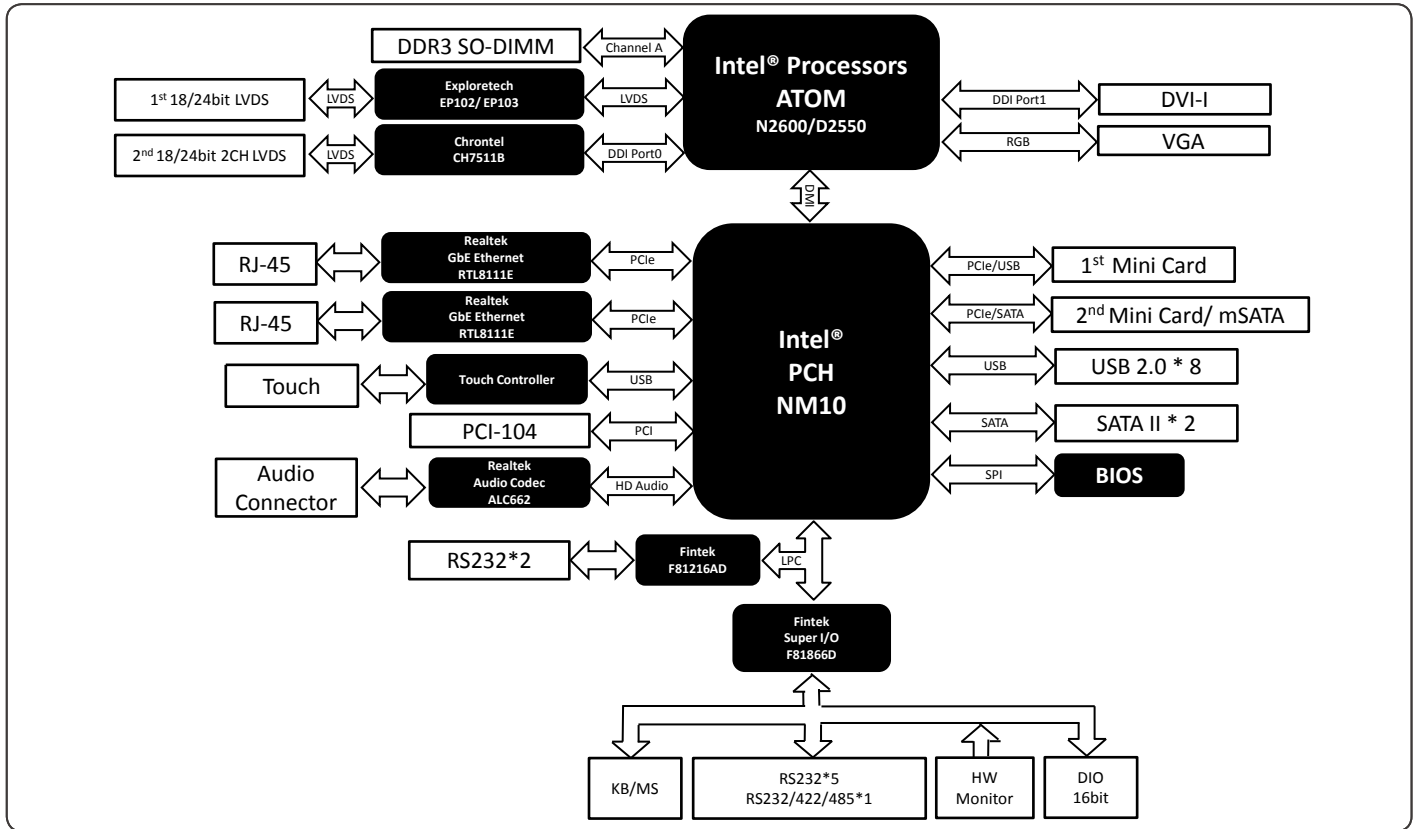 DDR3 SO-DIMM
Channel A
Intel® Processors
ATOM
N2600/D2550
1st 18/24bit LVDS
LVDS
Exploretech
EP102/ EP103
LVDS
DDI Port1
DVI-I
2nd 18/24bit 2CH LVDS
LVDS
Chrontel
CH7511B
DDI Port0
RGB
VGA
DMI
RJ-45
Realtek
GbE Ethernet
RTL8111E
PCIe
Intel®
PCH
NM10
PCIe/USB
1st Mini Card
RJ-45
Realtek
GbE Ethernet
RTL8111E
PCIe
PCIe/SATA
2nd Mini Card/ mSATA
Touch
Touch Controller
USB
USB
USB 2.0 * 8
PCI-104
PCI
SATA
SATA II * 2
Audio
Connector
Realtek
Audio Codec
ALC662
HD Audio
SPI
BIOS
RS232*2
Fintek
F81216AD
LPC
Fintek
Super I/O
F81866D
KB/MS
RS232*5
RS232/422/485*1
HW
Monitor
DIO
16bit